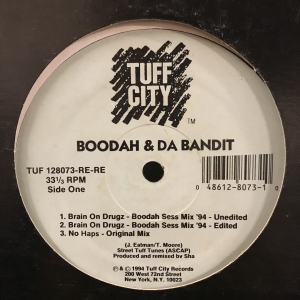 TUFF
CITY
TM
BOODAH & DA BANDIT
TUF 128073-RE-RE
33⅓ RPM
Side One
0 48612-8073-1 0
1. Brain On Drugz - Boodah Sess Mix '94 - Unedited
2. Brain On Drugz - Boodah Sess Mix '94 - Edited
3. No Haps - Original Mix
(J. Eatman/T. Moore)
Street Tuff Tunes (ASCAP)
Produced and remixed by Sha
℗ & © 1994 Tuff City Records
200 West 72nd Street
New York, N.Y. 10023